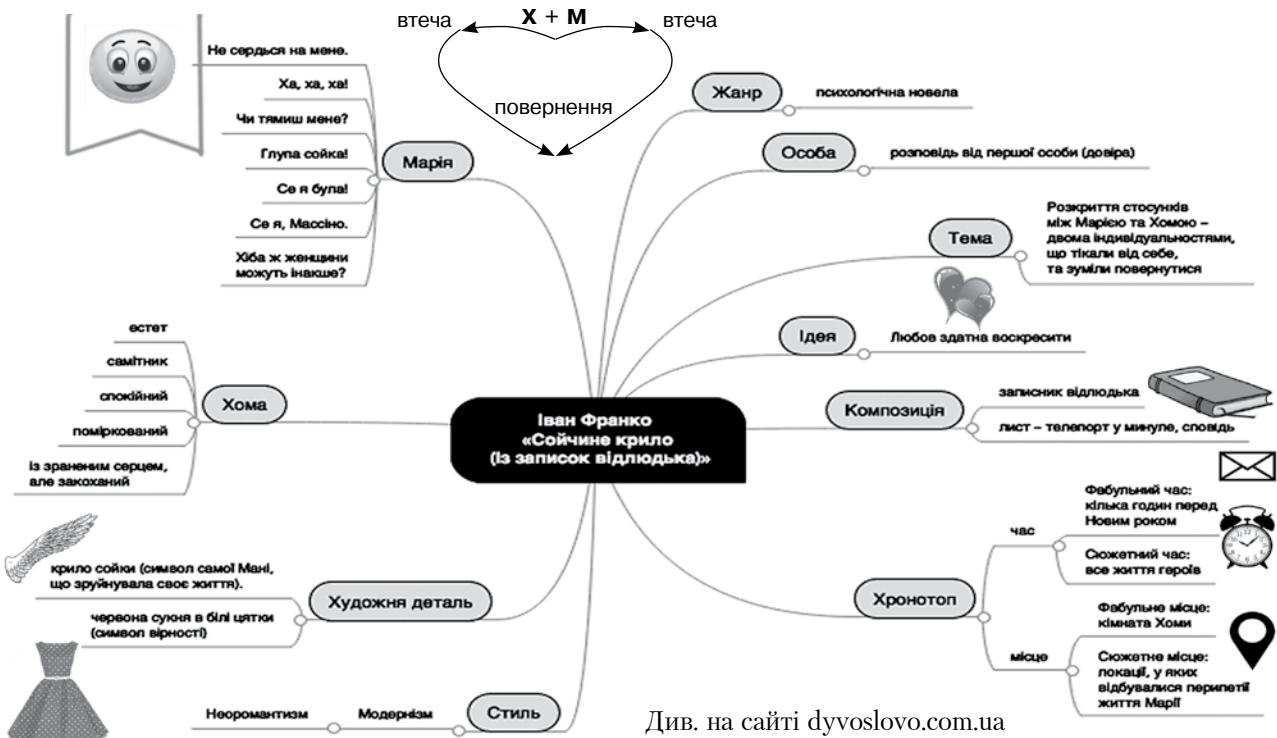 втеча
Х + М
втеча
повернення
Не сердься на мене.
Ха, ха, ха!
Чи тямиш мене?
Глупа сойка!
Се я була!
Се я, Массіно.
Хіба ж женщини
можуть інакше?
Марія
естет
самітник
спокійний
поміркований
із зраненим серцем,
але закоханий
Хома
крило сойки (символ самої Мані,
що зруйнувала своє життя).
червона сукня в білі цятки
(символ вірності)
Художня деталь
Неоромантизм
Модернізм
Стиль
Іван Франко
«Сойчине крило
(Із записок відлюдька)»
Жанр
психологічна новела
Особа
розповідь від першої особи (довіра)
Тема
Розкриття стосунків
між Марією та Хомою –
двома індивідуальностями,
що тікали від себе,
та зуміли повернутися
Ідея
Любов здатна воскресити
Композиція
записник відлюдька
лист – телепорт у минуле, сповідь
Хронотоп
час
Фабульний час:
кілька годин перед
Новим роком
Сюжетний час:
все життя героїв
місце
Фабульне місце:
кімната Хоми
Сюжетне місце:
локації, у яких
відбувалися перипетії
життя Марії
Див. на сайті dyvoslovo.com.ua